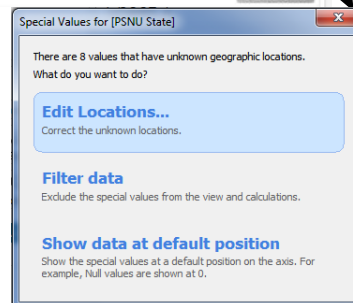 Special Values for [PSNU State]
There are 8 values that have unknown geographic locations.
What do you want to do?
Edit Locations...
Correct the unknown locations.
Filter data
Exclude the special values from the view and calculations.
Show data at default position
Show the special values at a default position on the axis. For
example, Null values are shown at 0.